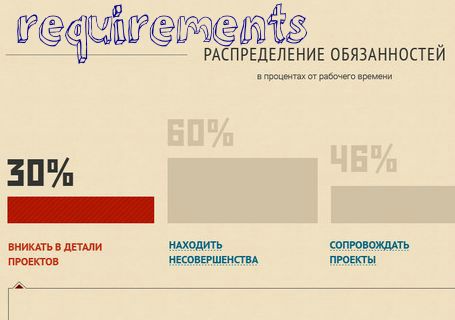 requirements
РАСПРЕДЕЛЕНИЕ ОБЯЗАННОСТЕЙ
в процентах от рабочего времени
30%
60%
46%
ВНИКАТЬ В ДЕТАЛИ
ПРОЕКТОВ
НАХОДИТЬ
НЕСОВЕРШЕНСТВА
СОПРОВОЖДАТЬ
ПРОЕКТЫ